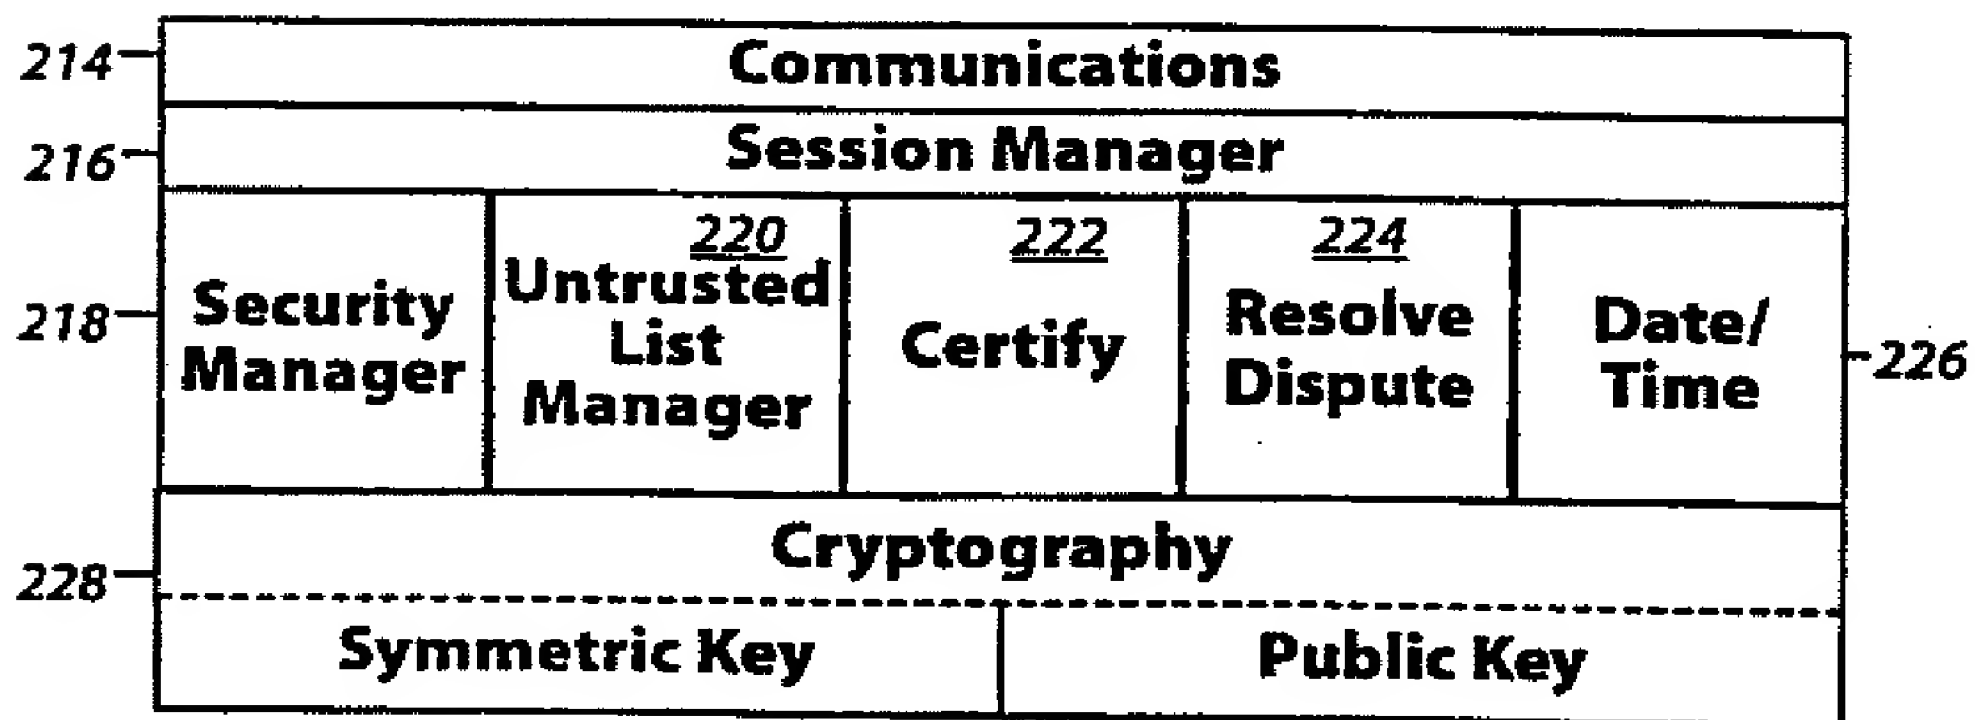 214
Communications
216
Session Manager
218
Security
Manager
220
Untrusted
List
Manager
222
Certify
224
Resolve
Dispute
Date/
Time
226
228
Cryptography
Symmetric Key
Public Key